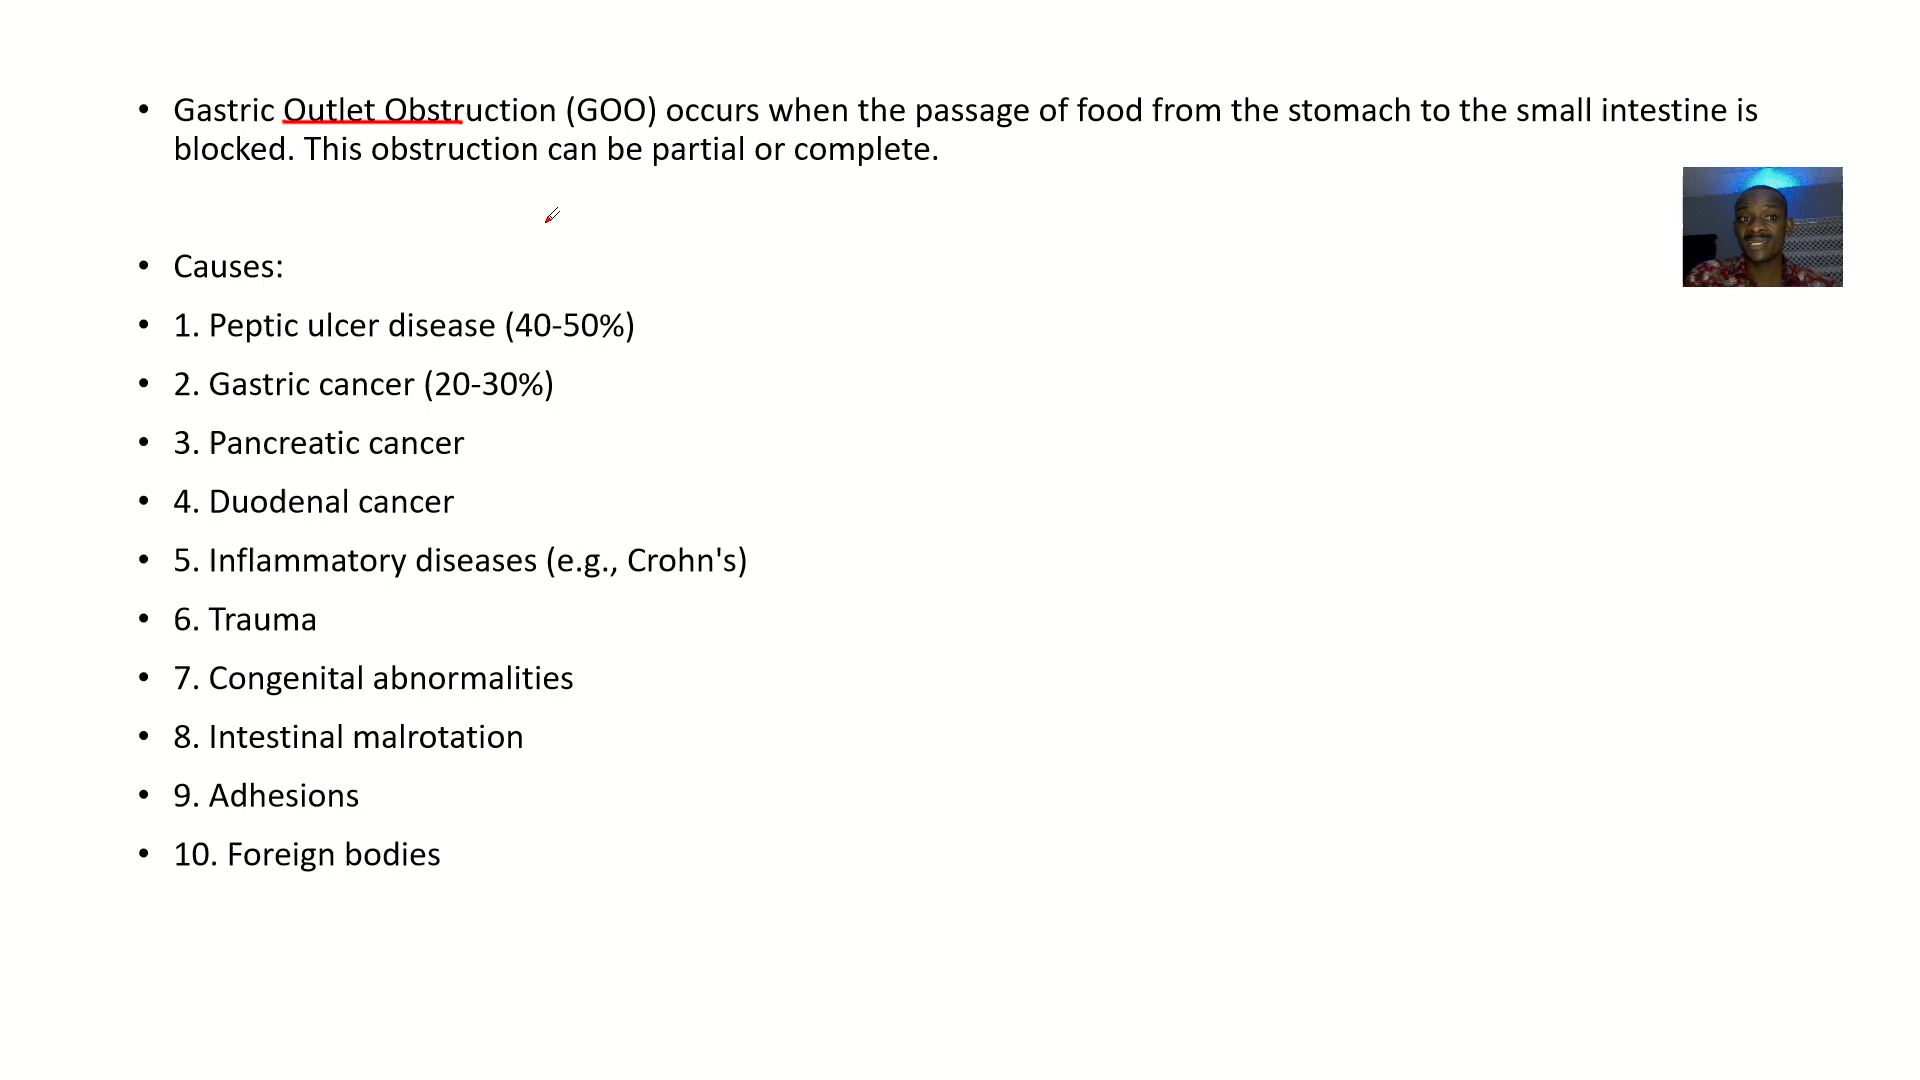 • Gastric Outlet Obstruction (GOO) occurs when the passage of food from the stomach to the small intestine is
blocked. This obstruction can be partial or complete.
• Causes:
• 1. Peptic ulcer disease (40-50%)
• 2. Gastric cancer (20-30%)
• 3. Pancreatic cancer
• 4. Duodenal cancer
• 5. Inflammatory diseases (e.g., Crohn's)
• 6. Trauma
• 7. Congenital abnormalities
• 8. Intestinal malrotation
• 9. Adhesions
• 10. Foreign bodies